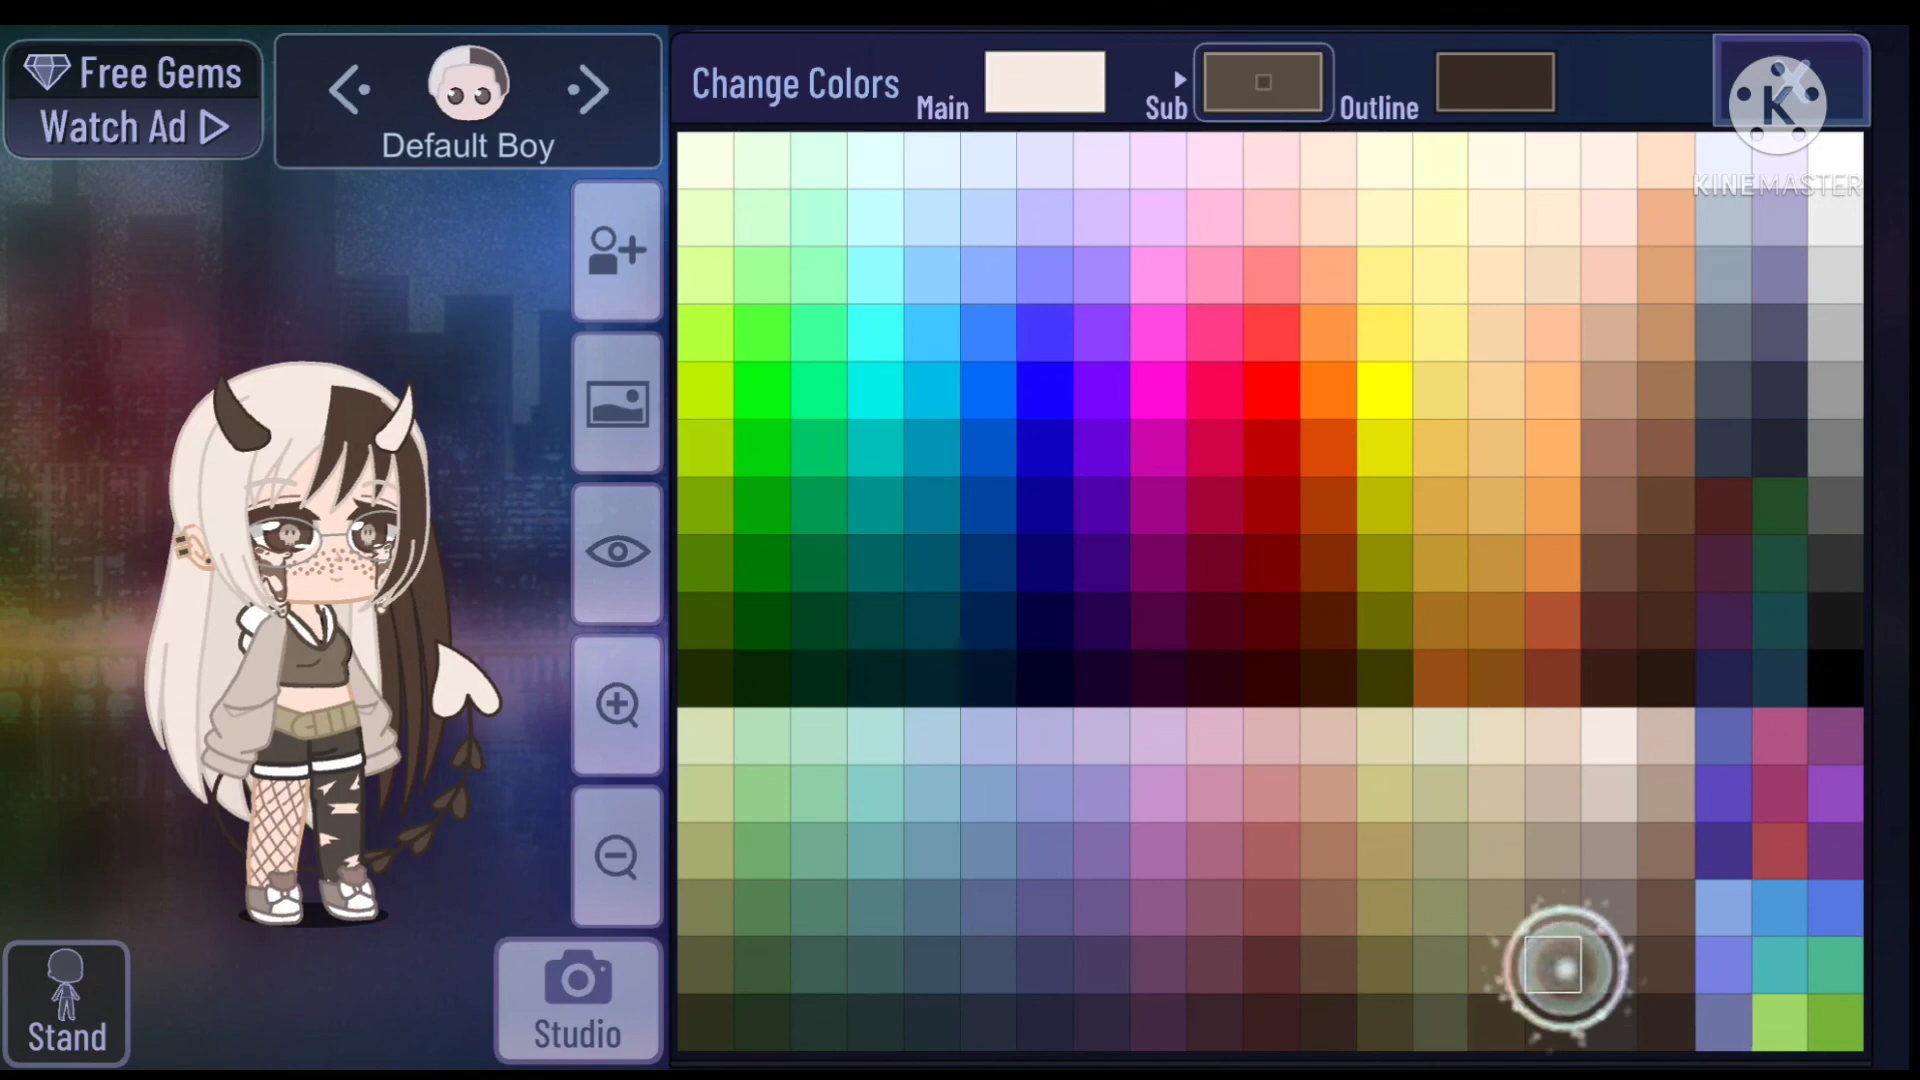 Free Gems
Watch Ad
Default Boy
Change Colors
Main
Sub
Outline
K
KINEMASTER
Stand
Studio